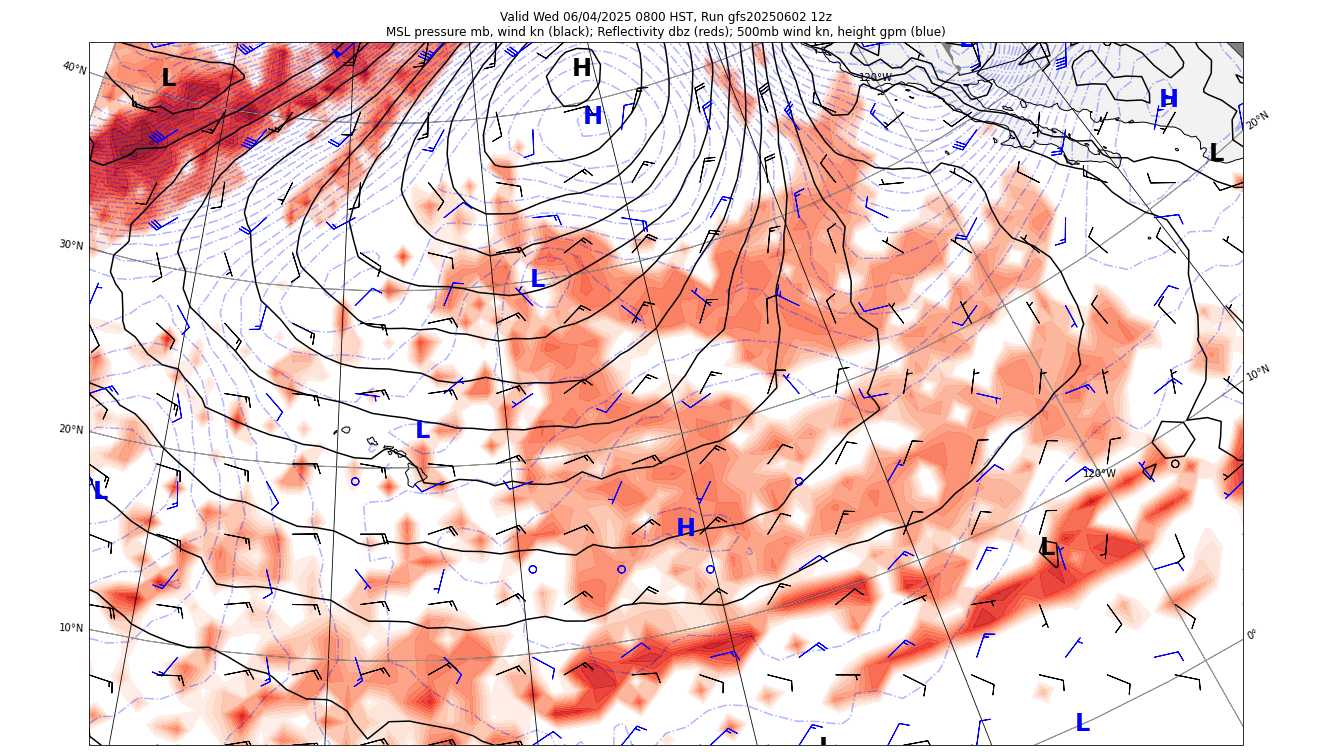 Valid Wed 06/04/2025 0800 HST, Run gfs20250602 12z
MSL pressure mb, wind kn (black); Reflectivity dbz (reds); 500mb wind kn, height gpm (blue)
40°N
L
H
120°W
H
H
20°N
L
30°N
L
10°N
20°N
L
120°W
L
H
L
10°N
0°
L
L